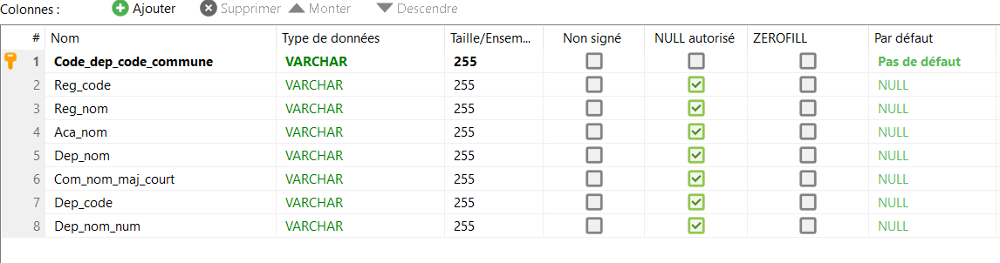 Colonnes : Ajouter Supprimer Monter Descendre
# Nom Type de données Taille/Ensem... Non signé NULL autorisé ZEROFILL Par défaut
1 Code_dep_code_commune VARCHAR 255 Pas de défaut
2 Reg_code VARCHAR 255 NULL
3 Reg_nom VARCHAR 255 NULL
4 Aca_nom VARCHAR 255 NULL
5 Dep_nom VARCHAR 255 NULL
6 Com_nom_maj_court VARCHAR 255 NULL
7 Dep_code VARCHAR 255 NULL
8 Dep_nom_num VARCHAR 255 NULL